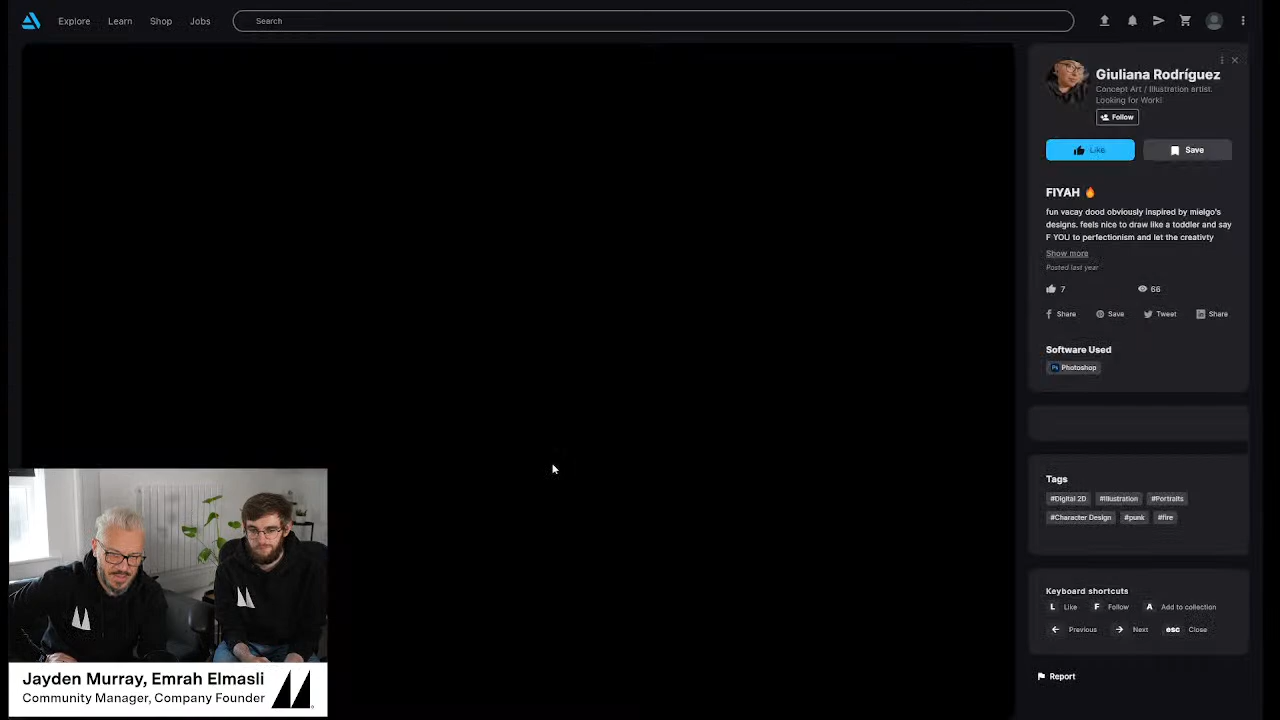 Explore
Learn
Shop
Jobs
Search
Giuliana Rodríguez
Concept Art / Illustration artist.
Looking for Work!
Follow
Like
Save
FIYAH 🔥
fun vacay dood obviously inspired by mielgo's
designs. feels nice to draw like a toddler and say
F YOU to perfectionism and let the creativty
Show more
Posted last year
7
66
Share
Save
Tweet
Share
Software Used
Ps Photoshop
Tags
#Digital 2D
#Illustration
#Portraits
#Character Design
#punk
#fire
Keyboard shortcuts
L Like
F Follow
A Add to collection
Previous
Next
esc Close
Report
Jayden Murray, Emrah Elmasli
Community Manager, Company Founder